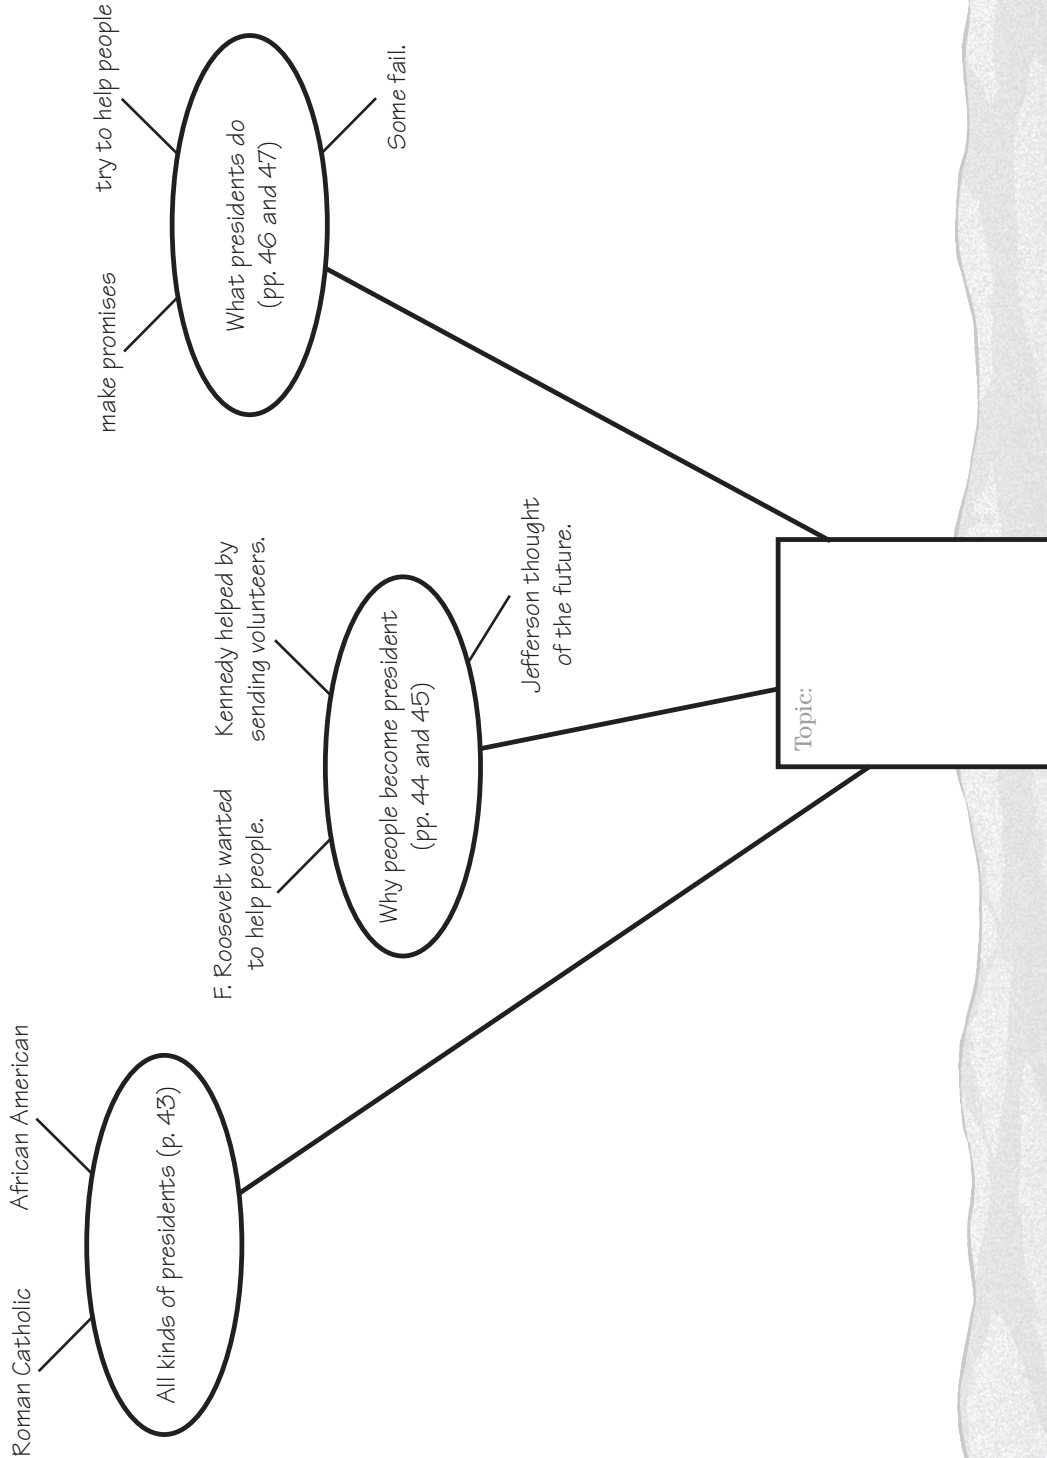 Roman Catholic
African American
All kinds of presidents (p. 43)
F. Roosevelt wanted
to help people.
Kennedy helped by
sending volunteers.
Why people become president
(pp. 44 and 45)
Jefferson thought
of the future.
make promises
try to help people
What presidents do
(pp. 46 and 47)
Some fail.
Topic: